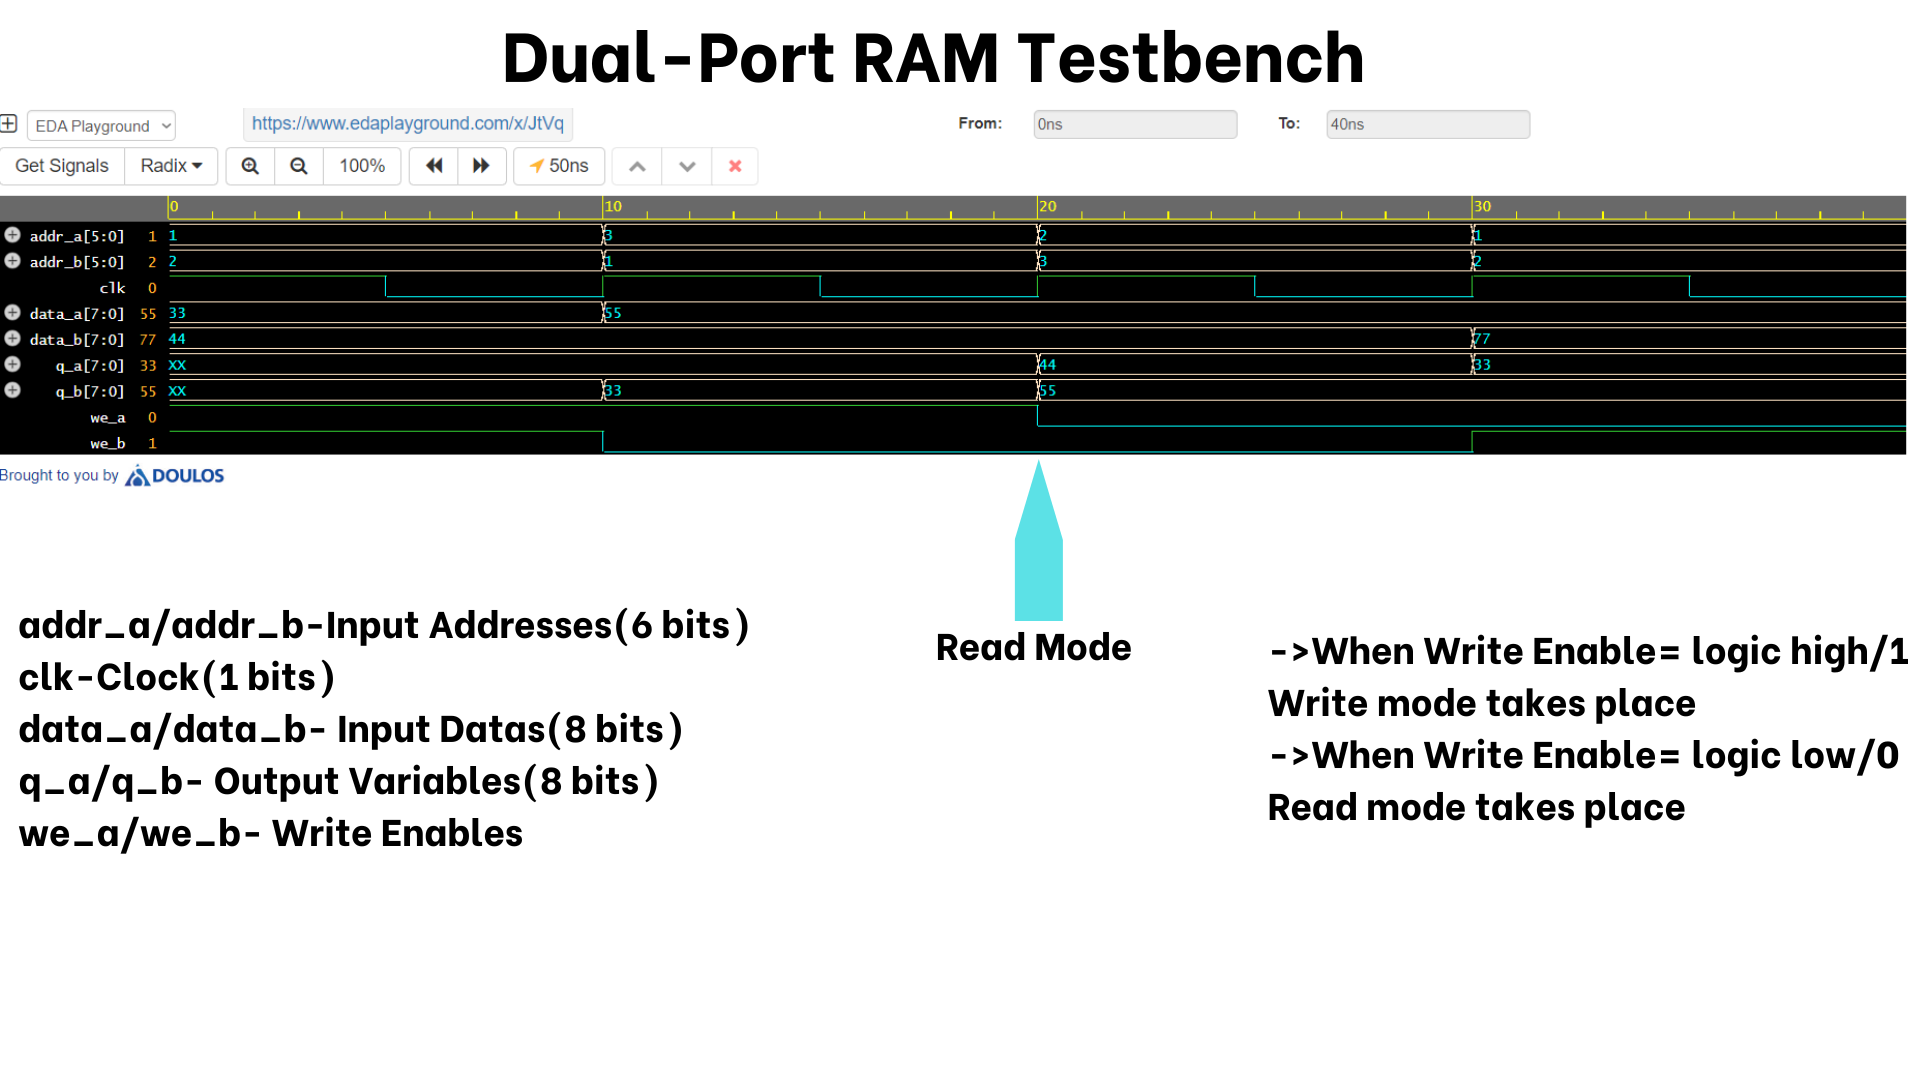 Dual-Port RAM Testbench
EDA Playground https://www.edaplayground.com/x/JtVq From: 0ns To: 40ns
Get Signals Radix 100% 50ns
0 10 20 30
addr_a[5:0] 1 1 3 2 1
addr_b[5:0] 2 2 1 3 2
clk 0
data_a[7:0] 55 33 55
data_b[7:0] 77 44 77
q_a[7:0] 33 XX 44 33
q_b[7:0] 55 XX 33 55
we_a 0
we_b 1
Brought to you by DOULOS
Read Mode
addr_a/addr_b-Input Addresses(6 bits)
clk-Clock(1 bits)
data_a/data_b- Input Datas(8 bits)
q_a/q_b- Output Variables(8 bits)
we_a/we_b- Write Enables
->When Write Enable= logic high/1
Write mode takes place
->When Write Enable= logic low/0
Read mode takes place